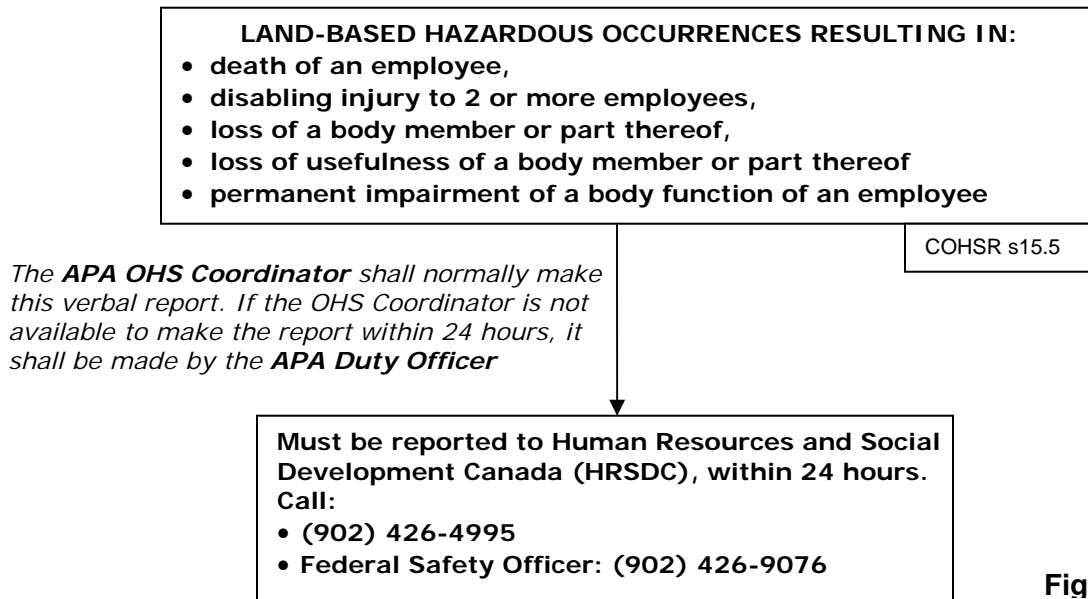 LAND-BASED HAZARDOUS OCCURRENCES RESULTING IN:
• death of an employee,
• disabling injury to 2 or more employees,
• loss of a body member or part thereof,
• loss of usefulness of a body member or part thereof
• permanent impairment of a body function of an employee
COHSR s15.5
The APA OHS Coordinator shall normally make
this verbal report. If the OHS Coordinator is not
available to make the report within 24 hours, it
shall be made by the APA Duty Officer
Must be reported to Human Resources and Social
Development Canada (HRSDC), within 24 hours.
Call:
• (902) 426-4995
• Federal Safety Officer: (902) 426-9076
Fig